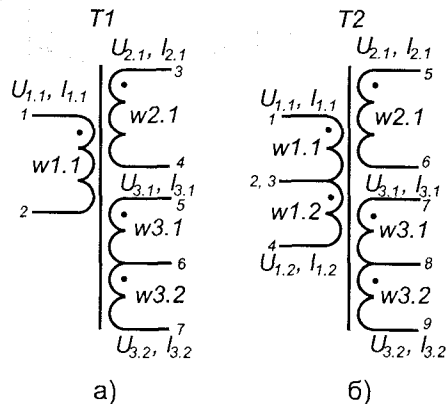 T1
U2.1, I2.1
3
U1.1, I1.1
1
w1.1
w2.1
2
4
U3.1, I3.1
5
w3.1
6
w3.2
7
U3.2, I3.2
а)
T2
U2.1, I2.1
5
U1.1, I1.1
1
w1.1
w2.1
2, 3
6
w1.2
U3.1, I3.1
7
4
w3.1
U1.2, I1.2
8
w3.2
9
U3.2, I3.2
б)